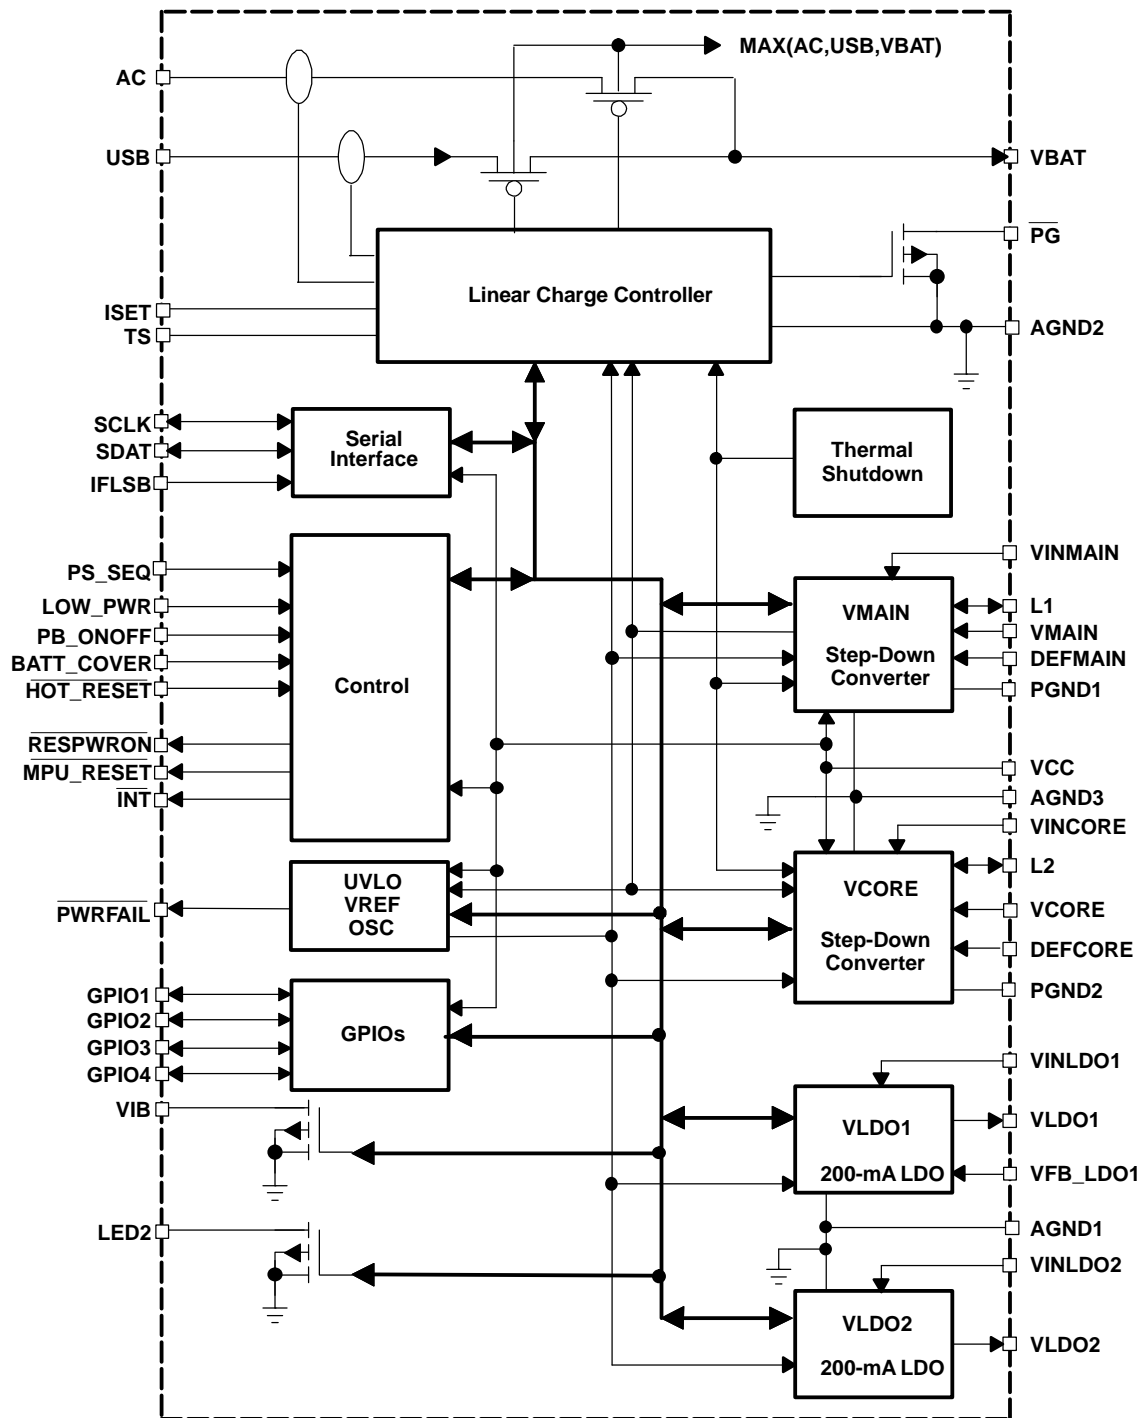 MAX(AC,USB,VBAT)
AC
USB
VBAT
PG
Linear Charge Controller
ISET
TS
AGND2
SCLK
SDAT
IFLSB
Serial
Interface
Thermal
Shutdown
VINMAIN
PS_SEQ
LOW_PWR
PB_ONOFF
BATT_COVER
HOT_RESET
Control
VMAIN
Step-Down
Converter
L1
VMAIN
DEFMAIN
PGND1
RESPWRON
MPU_RESET
INT
VCC
AGND3
VINCORE
UVLO
VREF
OSC
PWRFAIL
VCORE
Step-Down
Converter
L2
VCORE
DEFCORE
PGND2
GPIO1
GPIO2
GPIO3
GPIO4
GPIOs
VIB
VINLDO1
VLDO1
200-mA LDO
VLDO1
VFB_LDO1
LED2
AGND1
VINLDO2
VLDO2
200-mA LDO
VLDO2